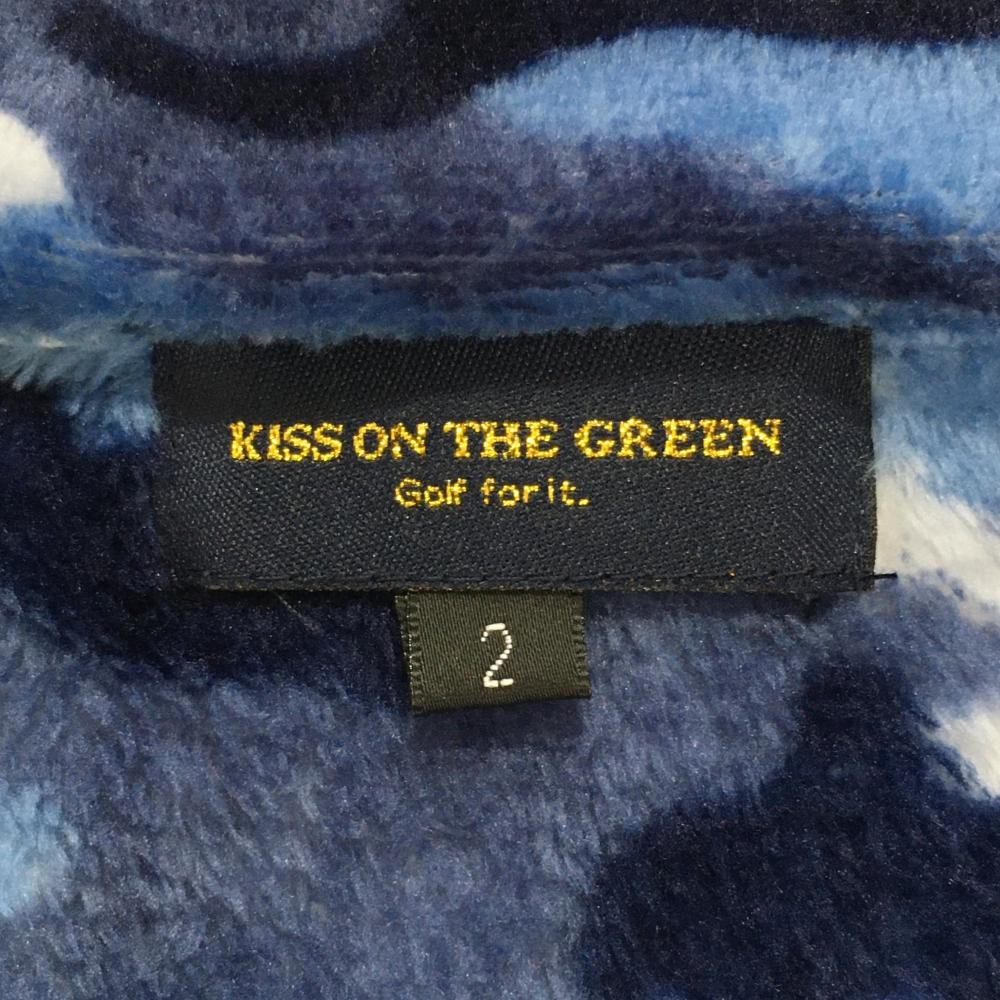 KISS ON THE GREEN
Golf for it.
2